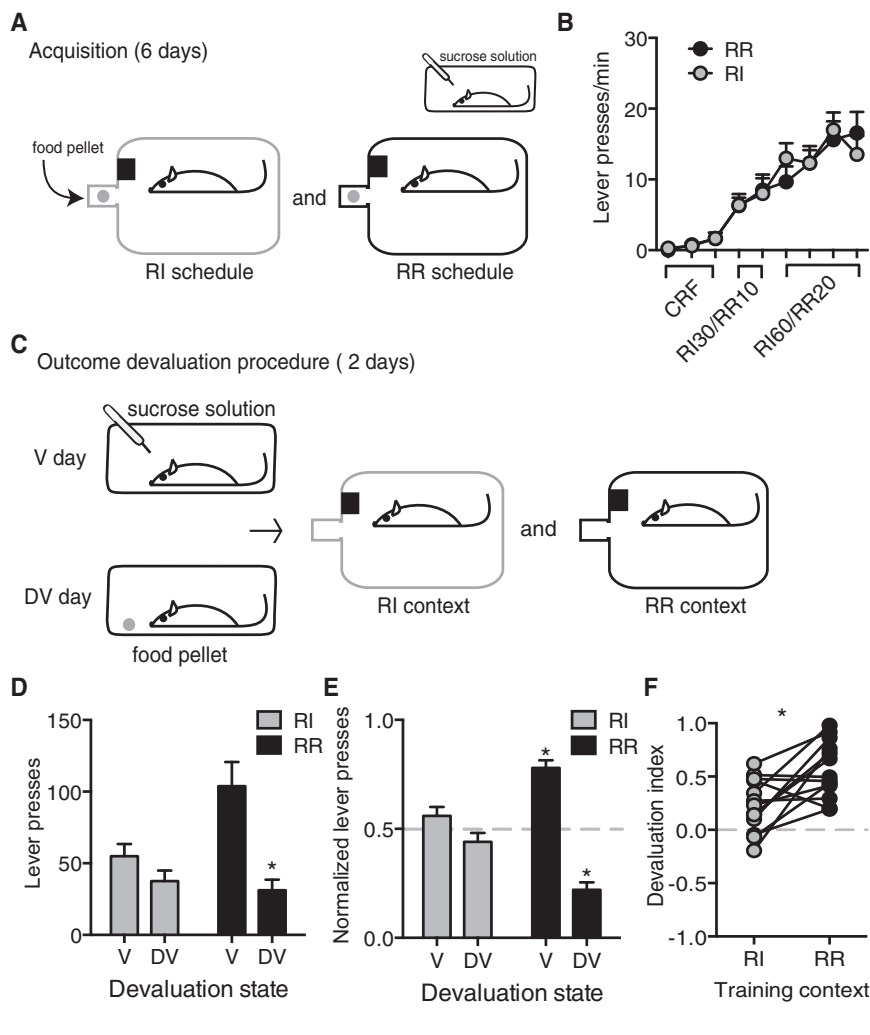 A
Acquisition (6 days)
sucrose solution
food pellet
and
RI schedule
RR schedule
B
Lever presses/min
30
20
10
0
RR
RI
CRF
RI30/RR10
RI60/RR20
C
Outcome devaluation procedure ( 2 days)
sucrose solution
V day
DV day
food pellet
and
RI context
RR context
D
Lever presses
150
100
50
0
RI
RR
*
V DV V DV
Devaluation state
E
Normalized lever presses
1.0
0.5
0.0
RI
RR
*
*
V DV V DV
Devaluation state
F
Devaluation index
*
1.0
0.5
0.0
-0.5
-1.0
RI RR
Training context